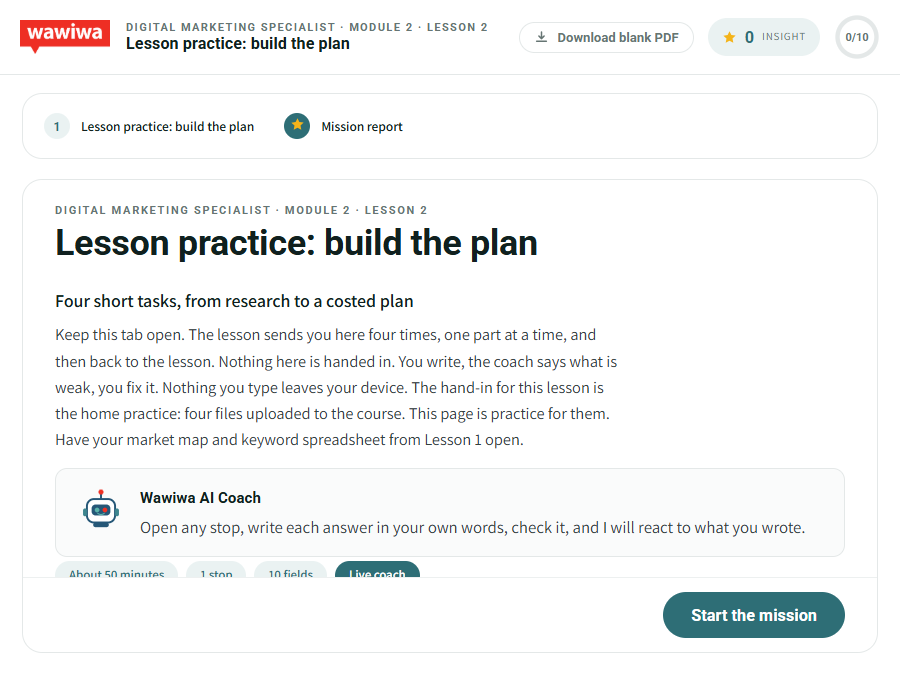 wawiwa
DIGITAL MARKETING SPECIALIST · MODULE 2 · LESSON 2
Lesson practice: build the plan
Download blank PDF
0 INSIGHT
0/10
1 Lesson practice: build the plan
Mission report
DIGITAL MARKETING SPECIALIST · MODULE 2 · LESSON 2
Lesson practice: build the plan
Four short tasks, from research to a costed plan
Keep this tab open. The lesson sends you here four times, one part at a time, and
then back to the lesson. Nothing here is handed in. You write, the coach says what is
weak, you fix it. Nothing you type leaves your device. The hand-in for this lesson is
the home practice: four files uploaded to the course. This page is practice for them.
Have your market map and keyword spreadsheet from Lesson 1 open.
Wawiwa AI Coach
Open any stop, write each answer in your own words, check it, and I will react to what you wrote.
About 50 minutes
1 stop
10 fields
Live coach
Start the mission